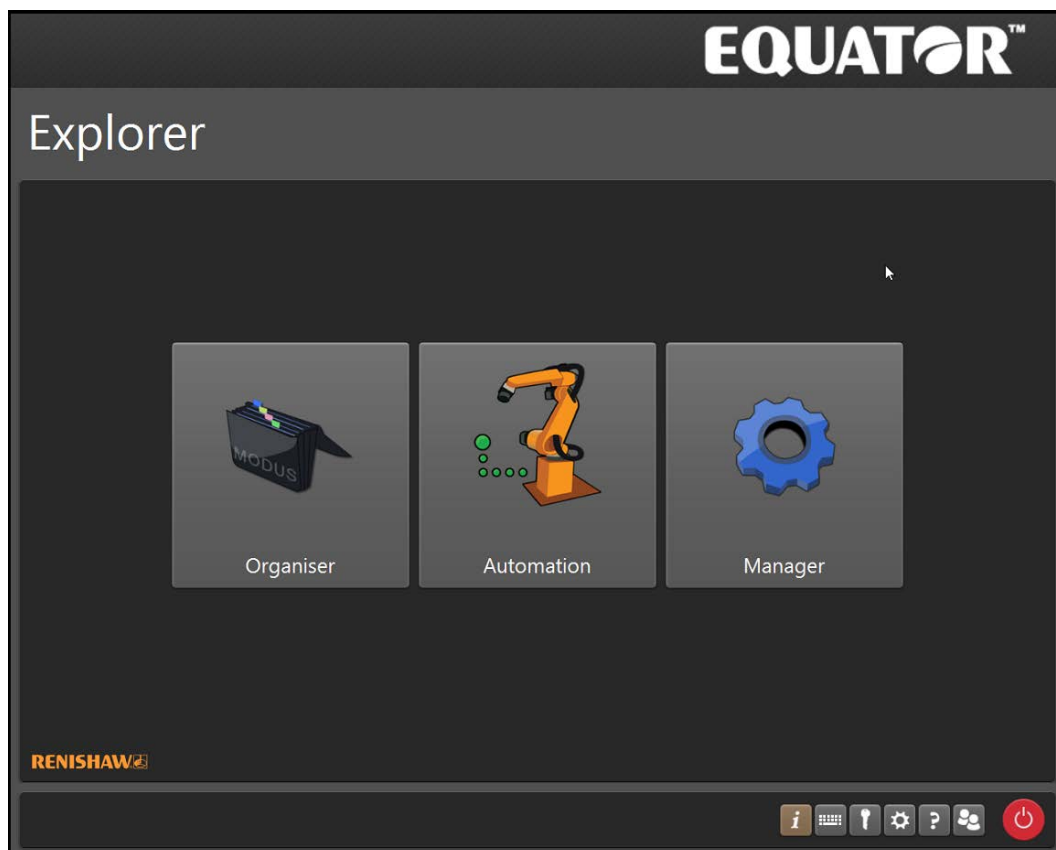 EQUATOR™
Explorer
MODUS
Organiser
Automation
Manager
RENISHAW
i
?